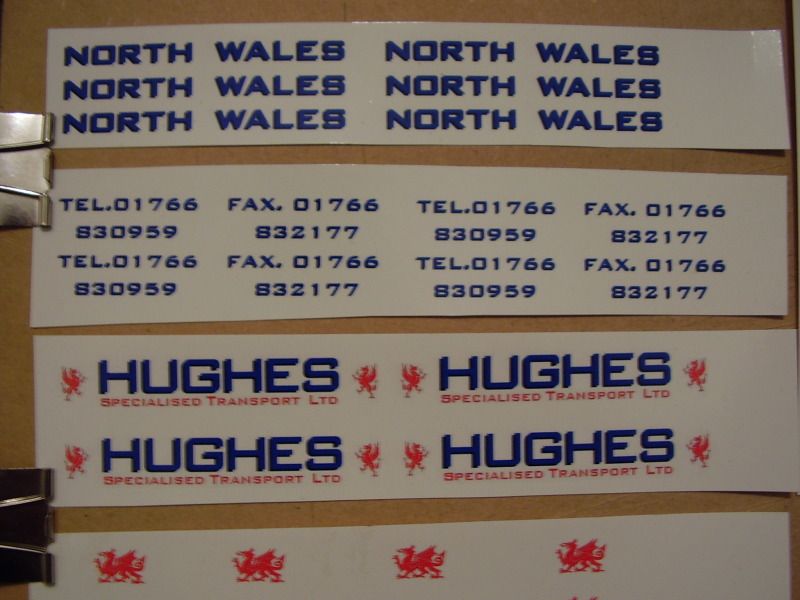 NORTH WALES NORTH WALES
NORTH WALES NORTH WALES
NORTH WALES NORTH WALES
TEL.01766 FAX. 01766 TEL.01766 FAX. 01766
830959 832177 830959 832177
TEL.01766 FAX. 01766 TEL.01766 FAX. 01766
830959 832177 830959 832177
HUGHES HUGHES
SPECIALISED TRANSPORT LTD SPECIALISED TRANSPORT LTD
HUGHES HUGHES
SPECIALISED TRANSPORT LTD SPECIALISED TRANSPORT LTD